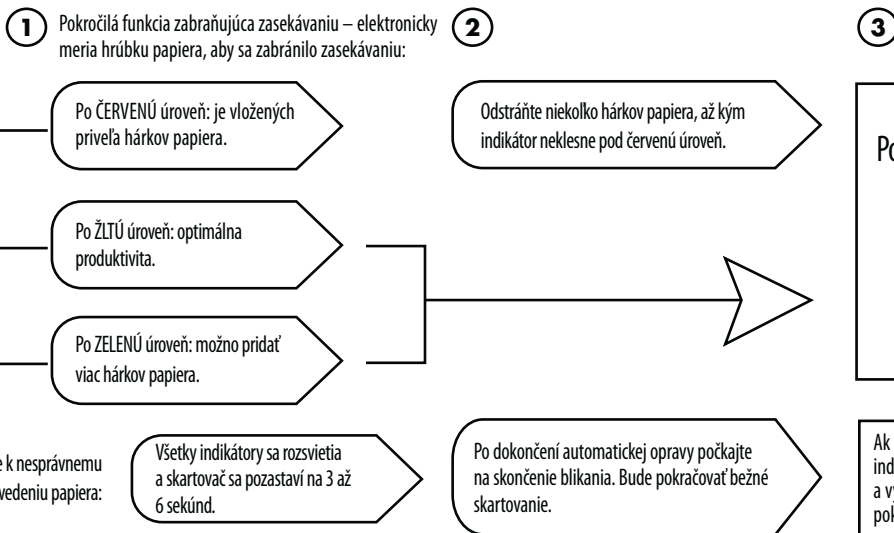 1
Pokročilá funkcia zabraňujúca zasekávaniu – elektronicky
meria hrúbku papiera, aby sa zabránilo zasekávaniu:
2
3
Po ČERVENÚ úroveň: je vložených
priveľa hárkov papiera.
Odstráňte niekoľko hárkov papiera, až kým
indikátor neklesne pod červenú úroveň.
Po ŽLTÚ úroveň: optimálna
produktivita.
Po ZELENÚ úroveň: možno pridať
viac hárkov papiera.
k nesprávnemu
vedeniu papiera:
Všetky indikátory sa rozsvietia
a skartovač sa pozastaví na 3 až
6 sekúnd.
Po dokončení automatickej opravy počkajte
na skončenie blikania. Bude pokračovať bežné
skartovanie.
Ak